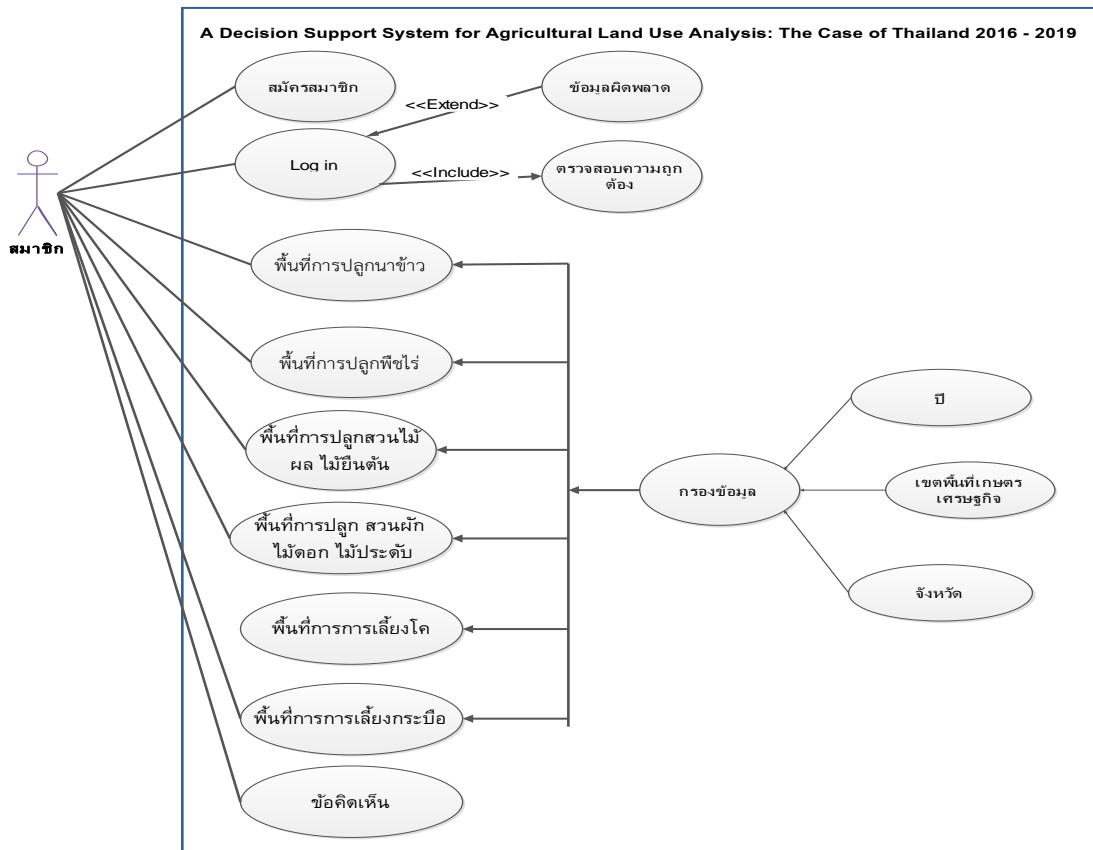 A Decision Support System for Agricultural Land Use Analysis: The Case of Thailand 2016 - 2019
สมัครสมาชิก
ข้อมูลผิดพลาด
<<Extend>>
Log in
<<Include>>
ตรวจสอบความถูก
ต้อง
สมาชิก
พื้นที่การปลูกนาข้าว
พื้นที่การปลูกพืชไร่
พื้นที่การปลูกสวนไม้
ผล ไม้ยืนต้น
พื้นที่การปลูก สวนผัก
ไม้ดอก ไม้ประดับ
พื้นที่การการเลี้ยงโค
พื้นที่การการเลี้ยงกระบือ
ข้อคิดเห็น
กรองข้อมูล
ปี
เขตพื้นที่เกษตร
เศรษฐกิจ
จังหวัด